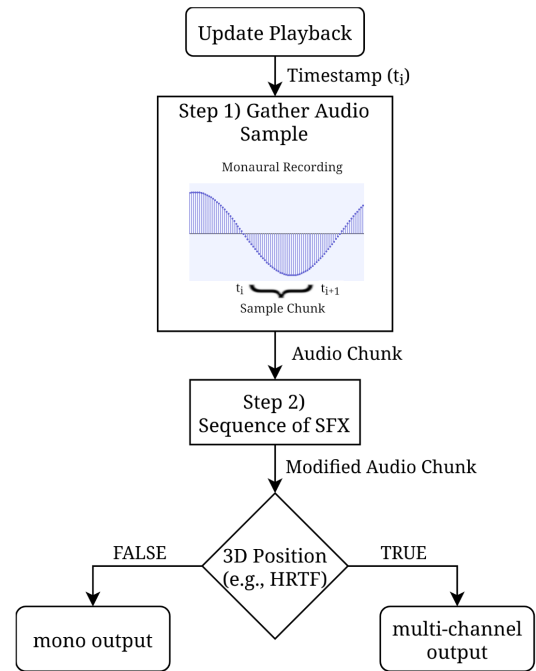 Update Playback
Timestamp (tᵢ)
Step 1) Gather Audio
Sample
Monaural Recording
tᵢ tᵢ₊₁
Sample Chunk
Audio Chunk
Step 2)
Sequence of SFX
Modified Audio Chunk
FALSE
3D Position
(e.g., HRTF)
TRUE
mono output
multi-channel
output